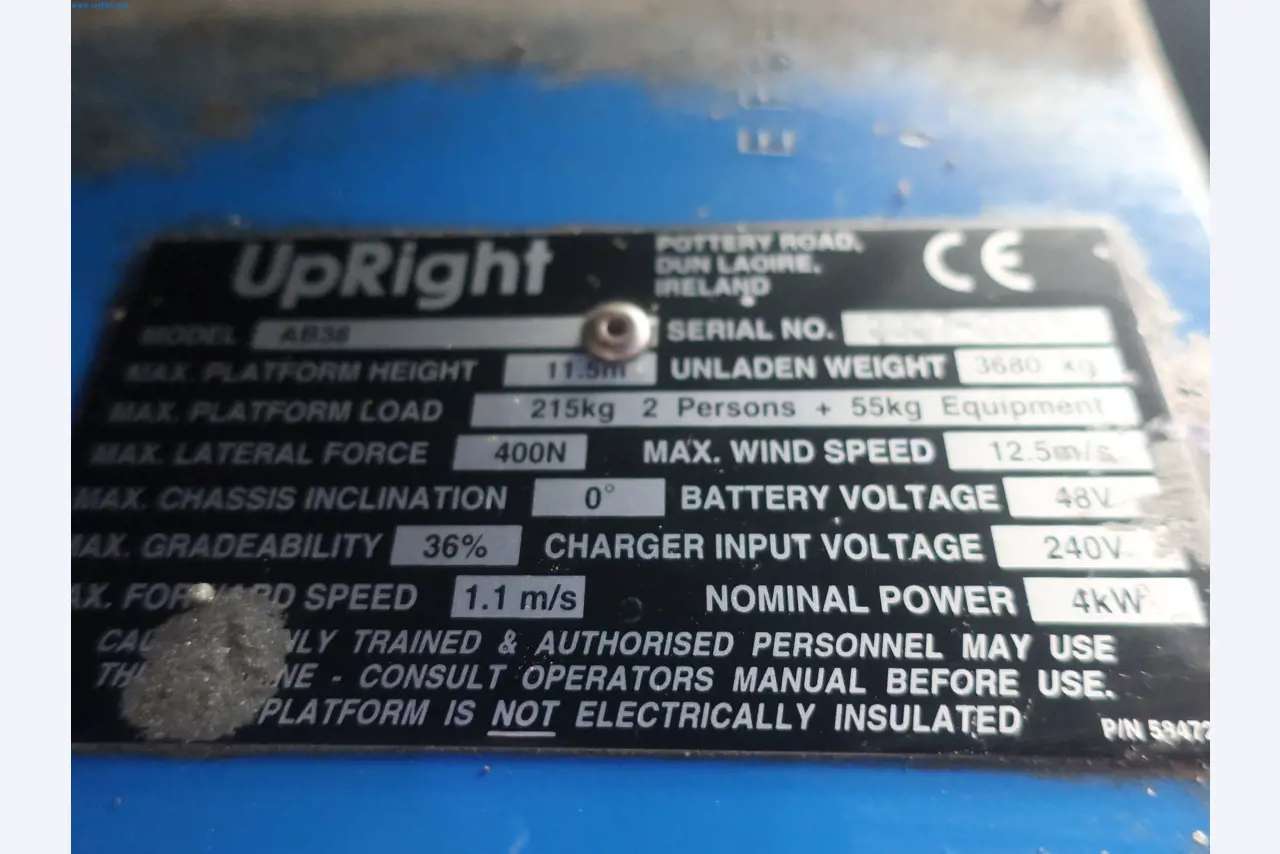 UpRight
POTTERY ROAD,
DUN LAOIRE,
IRELAND
CE
MODEL AB38 SERIAL NO.
MAX. PLATFORM HEIGHT 11.5m UNLADEN WEIGHT 3680 kg
MAX. PLATFORM LOAD 215kg 2 Persons + 55kg Equipment
MAX. LATERAL FORCE 400N MAX. WIND SPEED 12.5m/s
MAX. CHASSIS INCLINATION 0° BATTERY VOLTAGE 48V
MAX. GRADEABILITY 36% CHARGER INPUT VOLTAGE 240V
SPEED 1.1 m/s NOMINAL POWER 4kW
TRAINED & AUTHORISED PERSONNEL MAY USE
- CONSULT OPERATORS MANUAL BEFORE USE.
PLATFORM IS NOT ELECTRICALLY INSULATED
P/N 58472